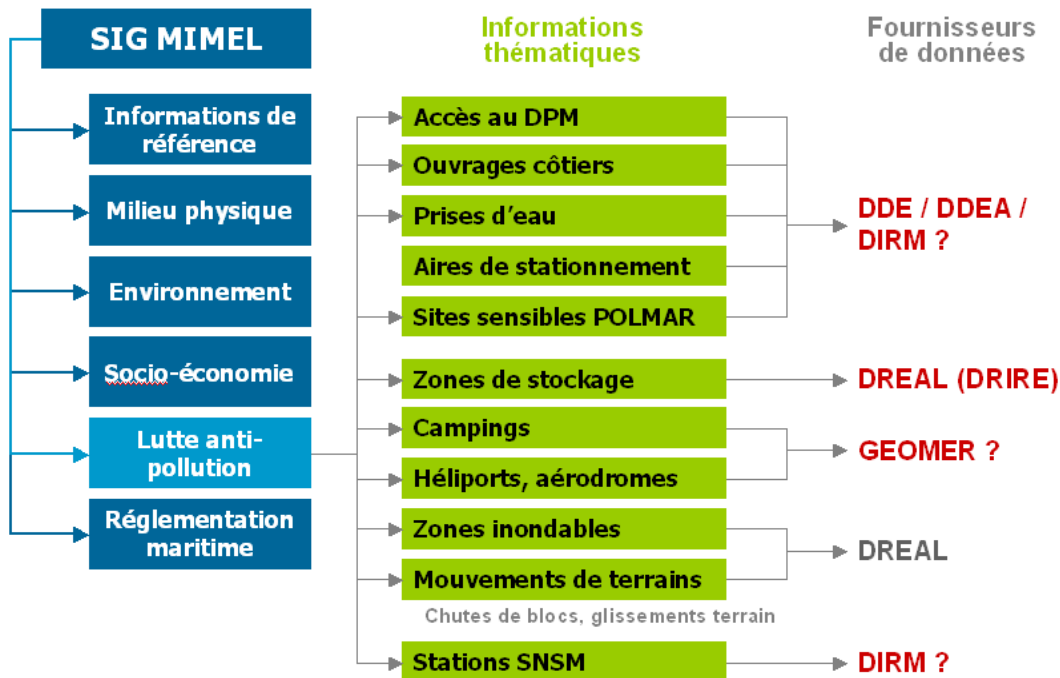 SIG MIMEL
Informations
thématiques
Fournisseurs
de données
Informations de
référence
Milieu physique
Environnement
Socio-économie
Lutte anti-
pollution
Réglementation
maritime
Accès au DPM
Ouvrages côtiers
Prises d'eau
Aires de stationnement
Sites sensibles POLMAR
Zones de stockage
Campings
Héliports, aérodromes
Zones inondables
Mouvements de terrains
Chutes de blocs, glissements terrain
Stations SNSM
DDE / DDEA /
DIRM ?
DREAL (DRIRE)
GEOMER ?
DREAL
DIRM ?